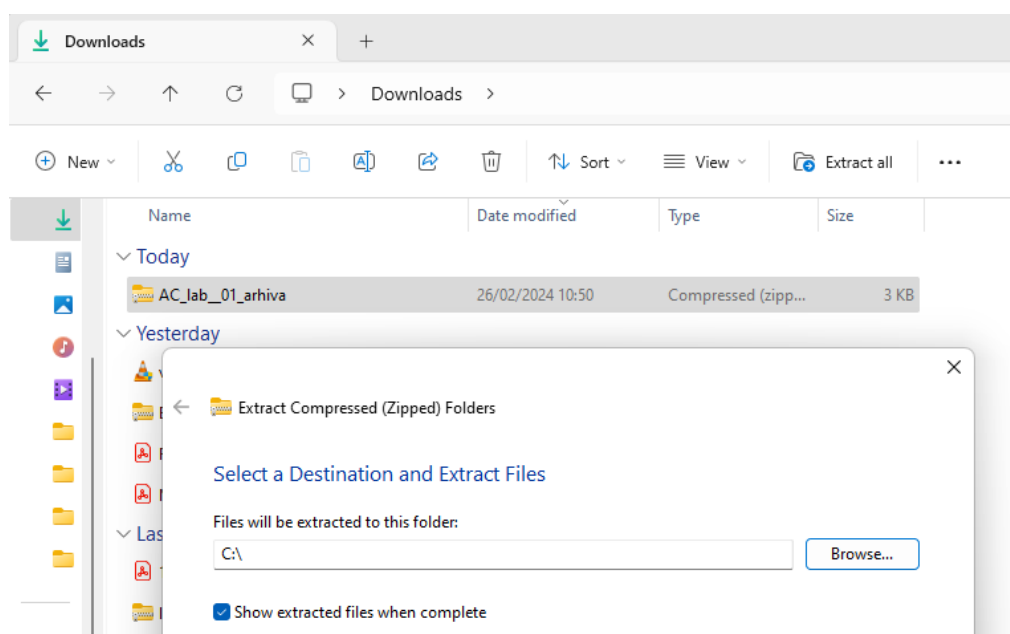 Downloads
Downloads
New
Sort
View
Extract all
Name
Date modified
Type
Size
Today
AC_lab__01_arhiva
26/02/2024 10:50
Compressed (zipp...
3 KB
Yesterday
Extract Compressed (Zipped) Folders
Select a Destination and Extract Files
Files will be extracted to this folder:
C:\
Browse...
Las
Show extracted files when complete